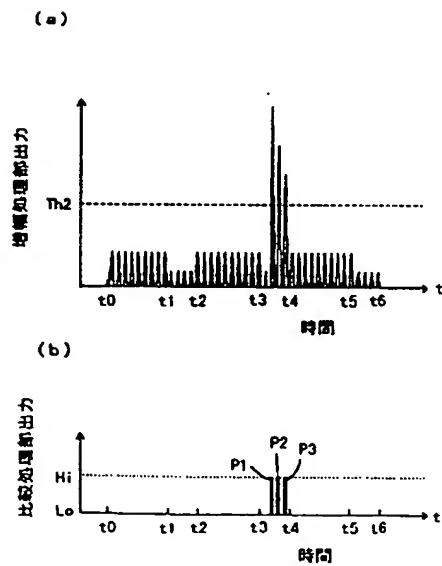 (a)
増幅処理部出力
Th2
t0 t1 t2 t3 t4 t5 t6 t
時間
(b)
比較処理部出力
P1 P2 P3
Hi
Lo
t0 t1 t2 t3 t4 t5 t6 t
時間